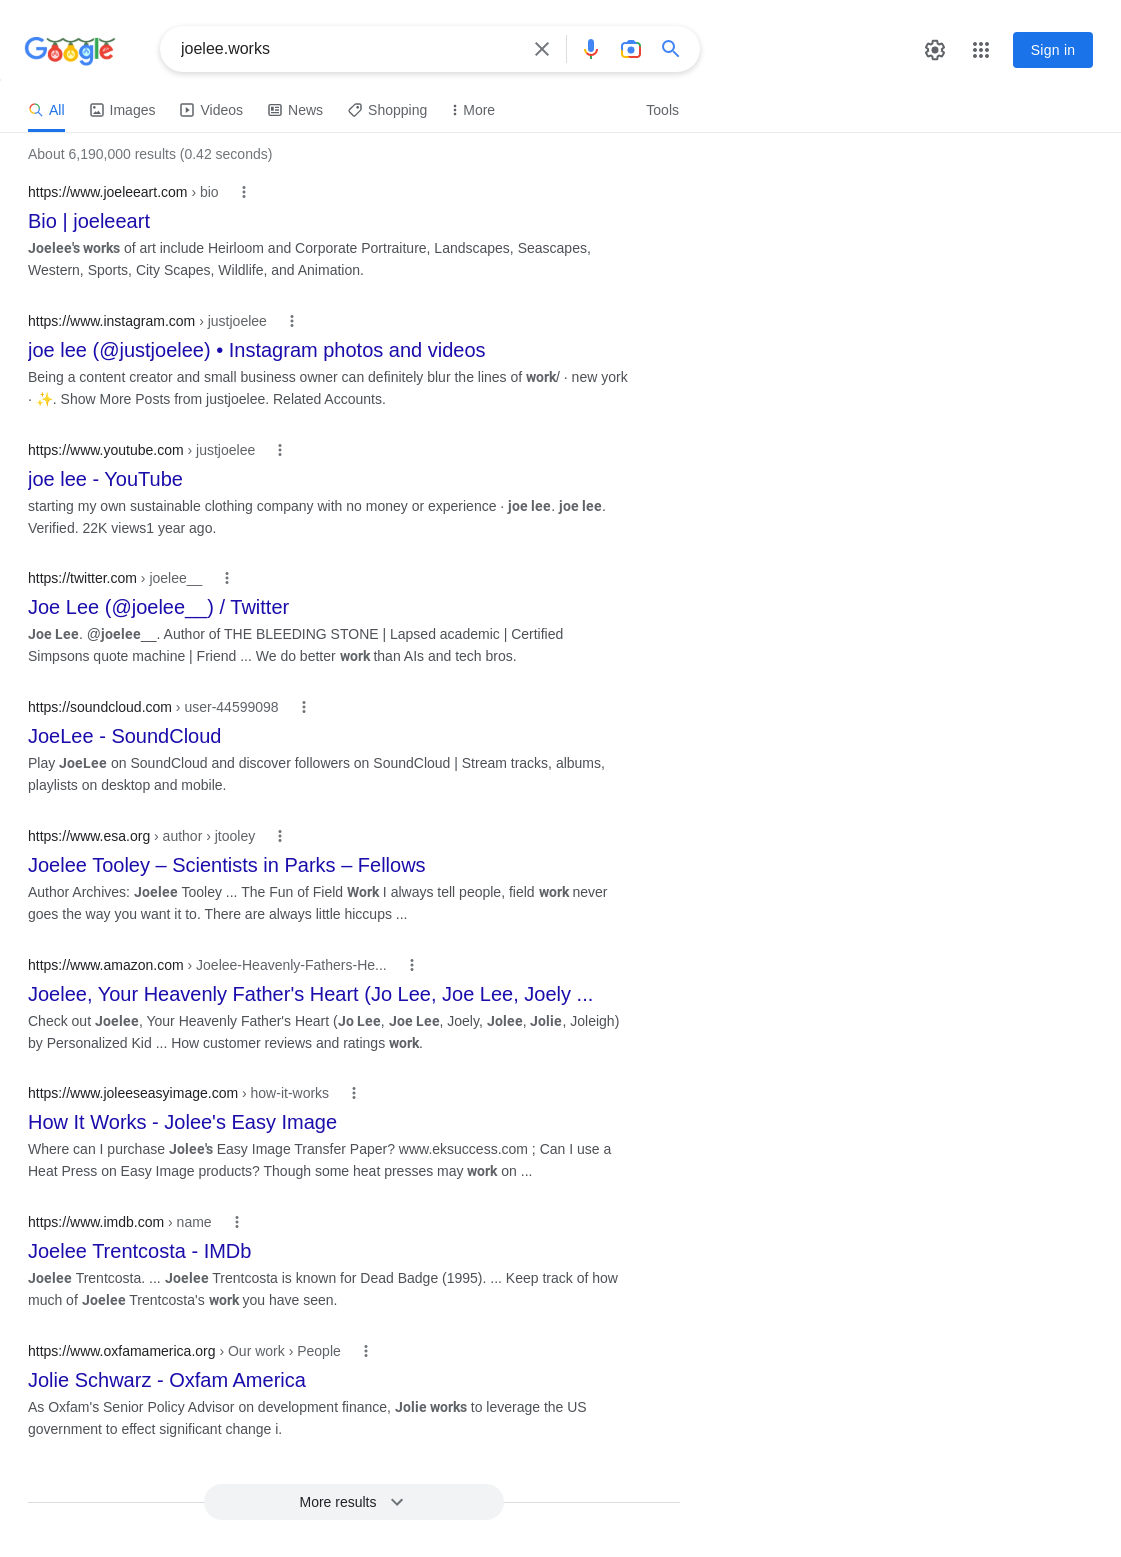 Google
joelee.works
Sign in
All Images Videos News Shopping More Tools
About 6,190,000 results (0.42 seconds)
https://www.joeleeart.com › bio
Bio | joeleeart
Joelee's works of art include Heirloom and Corporate Portraiture, Landscapes, Seascapes,
Western, Sports, City Scapes, Wildlife, and Animation.
https://www.instagram.com › justjoelee
joe lee (@justjoelee) • Instagram photos and videos
Being a content creator and small business owner can definitely blur the lines of work/ · new york
· ✨. Show More Posts from justjoelee. Related Accounts.
https://www.youtube.com › justjoelee
joe lee - YouTube
starting my own sustainable clothing company with no money or experience · joe lee. joe lee.
Verified. 22K views1 year ago.
https://twitter.com › joelee__
Joe Lee (@joelee__) / Twitter
Joe Lee. @joelee__. Author of THE BLEEDING STONE | Lapsed academic | Certified
Simpsons quote machine | Friend ... We do better work than AIs and tech bros.
https://soundcloud.com › user-44599098
JoeLee - SoundCloud
Play JoeLee on SoundCloud and discover followers on SoundCloud | Stream tracks, albums,
playlists on desktop and mobile.
https://www.esa.org › author › jtooley
Joelee Tooley – Scientists in Parks – Fellows
Author Archives: Joelee Tooley ... The Fun of Field Work I always tell people, field work never
goes the way you want it to. There are always little hiccups ...
https://www.amazon.com › Joelee-Heavenly-Fathers-He...
Joelee, Your Heavenly Father's Heart (Jo Lee, Joe Lee, Joely ...
Check out Joelee, Your Heavenly Father's Heart (Jo Lee, Joe Lee, Joely, Jolee, Jolie, Joleigh)
by Personalized Kid ... How customer reviews and ratings work.
https://www.joleeseasyimage.com › how-it-works
How It Works - Jolee's Easy Image
Where can I purchase Jolee's Easy Image Transfer Paper? www.eksuccess.com ; Can I use a
Heat Press on Easy Image products? Though some heat presses may work on ...
https://www.imdb.com › name
Joelee Trentcosta - IMDb
Joelee Trentcosta. ... Joelee Trentcosta is known for Dead Badge (1995). ... Keep track of how
much of Joelee Trentcosta's work you have seen.
https://www.oxfamamerica.org › Our work › People
Jolie Schwarz - Oxfam America
As Oxfam's Senior Policy Advisor on development finance, Jolie works to leverage the US
government to effect significant change i.
More results